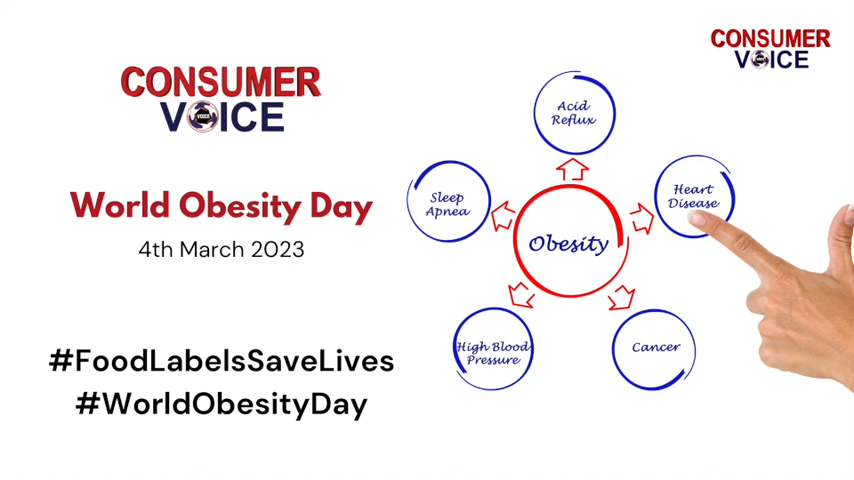 CONSUMER
VOICE
CONSUMER
VOICE
World Obesity Day
4th March 2023
#FoodLabelsSaveLives
#WorldObesityDay
Acid
Reflux
Sleep
Apnea
Heart
Disease
Obesity
High Blood
Pressure
Cancer